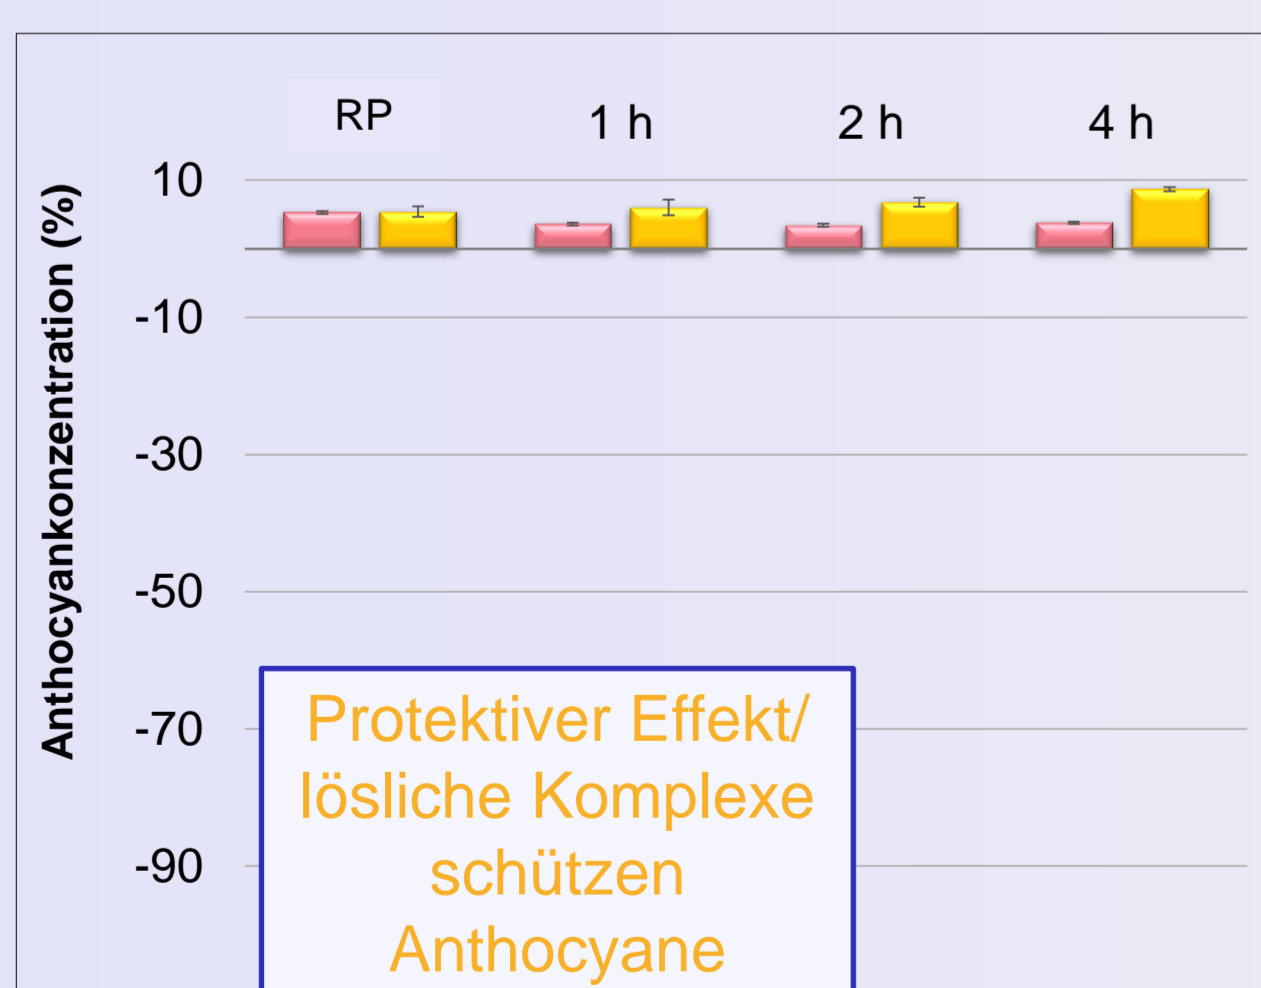 RP
1 h
2 h
4 h
Anthocyankonzentration (%)
10
-10
-30
-50
-70
-90
Protektiver Effekt/
lösliche Komplexe
schützen
Anthocyane